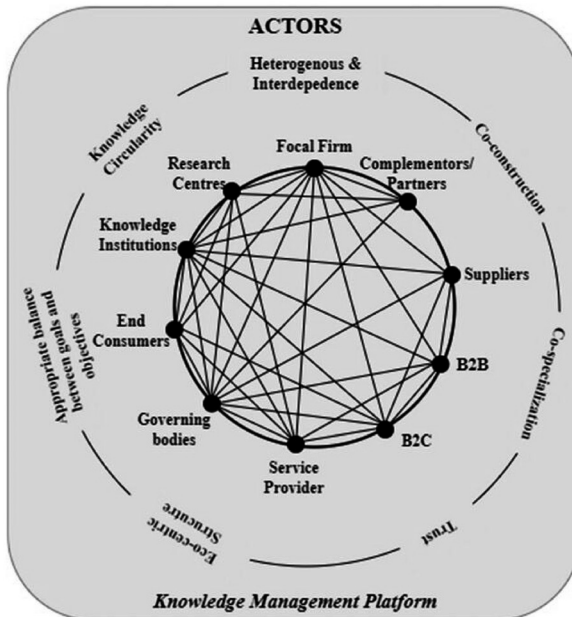 ACTORS
Heterogenous &
Interdepedence
Co-construction
Co-specialization
Trust
Eco-centric
Strucutre
Appropriate balance
between goals and
objectives
Knowledge
Circularity
Focal Firm
Complementors/
Partners
Suppliers
B2B
B2C
Service
Provider
Governing
bodies
End
Consumers
Knowledge
Institutions
Research
Centres
Knowledge Management Platform